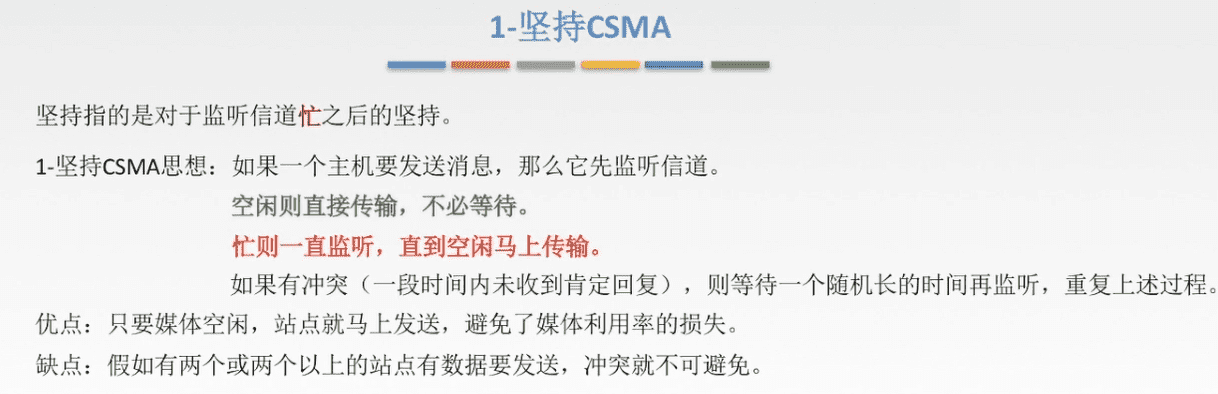 1-坚持CSMA
坚持指的是对于监听信道忙之后的坚持。
1-坚持CSMA思想：如果一个主机要发送消息，那么它先监听信道。
空闲则直接传输，不必等待。
忙则一直监听，直到空闲马上传输。
如果有冲突（一段时间内未收到肯定回复），则等待一个随机长的时间再监听，重复上述过程。
优点：只要媒体空闲，站点就马上发送，避免了媒体利用率的损失。
缺点：假如有两个或两个以上的站点有数据要发送，冲突就不可避免。